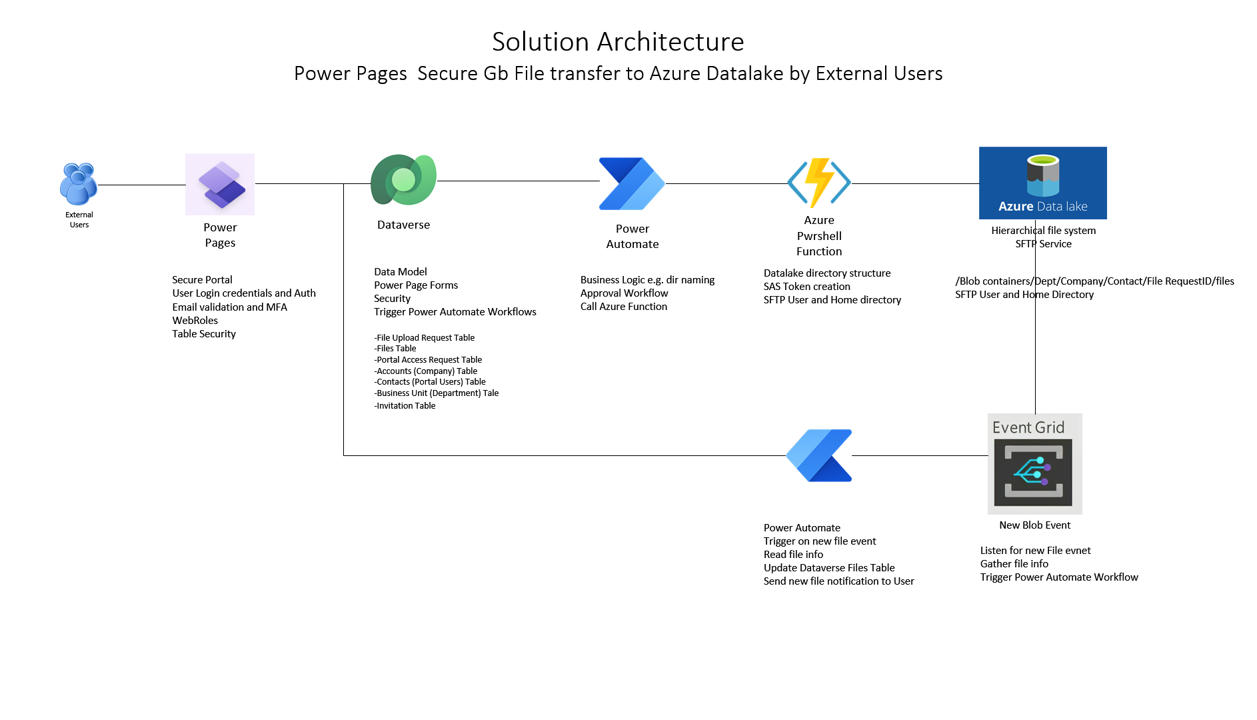 Solution Architecture
Power Pages  Secure Gb File transfer to Azure Datalake by External Users
External
Users
Power
Pages
Secure Portal
User Login credentials and Auth
Email validation and MFA
WebRoles
Table Security
Dataverse
Data Model
Power Page Forms
Security
Trigger Power Automate Workflows
-File Upload Request Table
-Files Table
-Portal Access Request Table
-Accounts (Company) Table
-Contacts (Portal Users) Table
-Business Unit (Department) Tale
-Invitation Table
Power
Automate
Business Logic e.g. dir naming
Approval Workflow
Call Azure Function
Azure
Pwrshell
Function
Datalake directory structure
SAS Token creation
SFTP User and Home directory
Azure Data lake
Hierarchical file system
SFTP Service
/Blob containers/Dept/Company/Contact/File RequestID/files
SFTP User and Home Directory
Power Automate
Trigger on new file event
Read file info
Update Dataverse Files Table
Send new file notification to User
Event Grid
New Blob Event
Listen for new File evnet
Gather file info
Trigger Power Automate Workflow